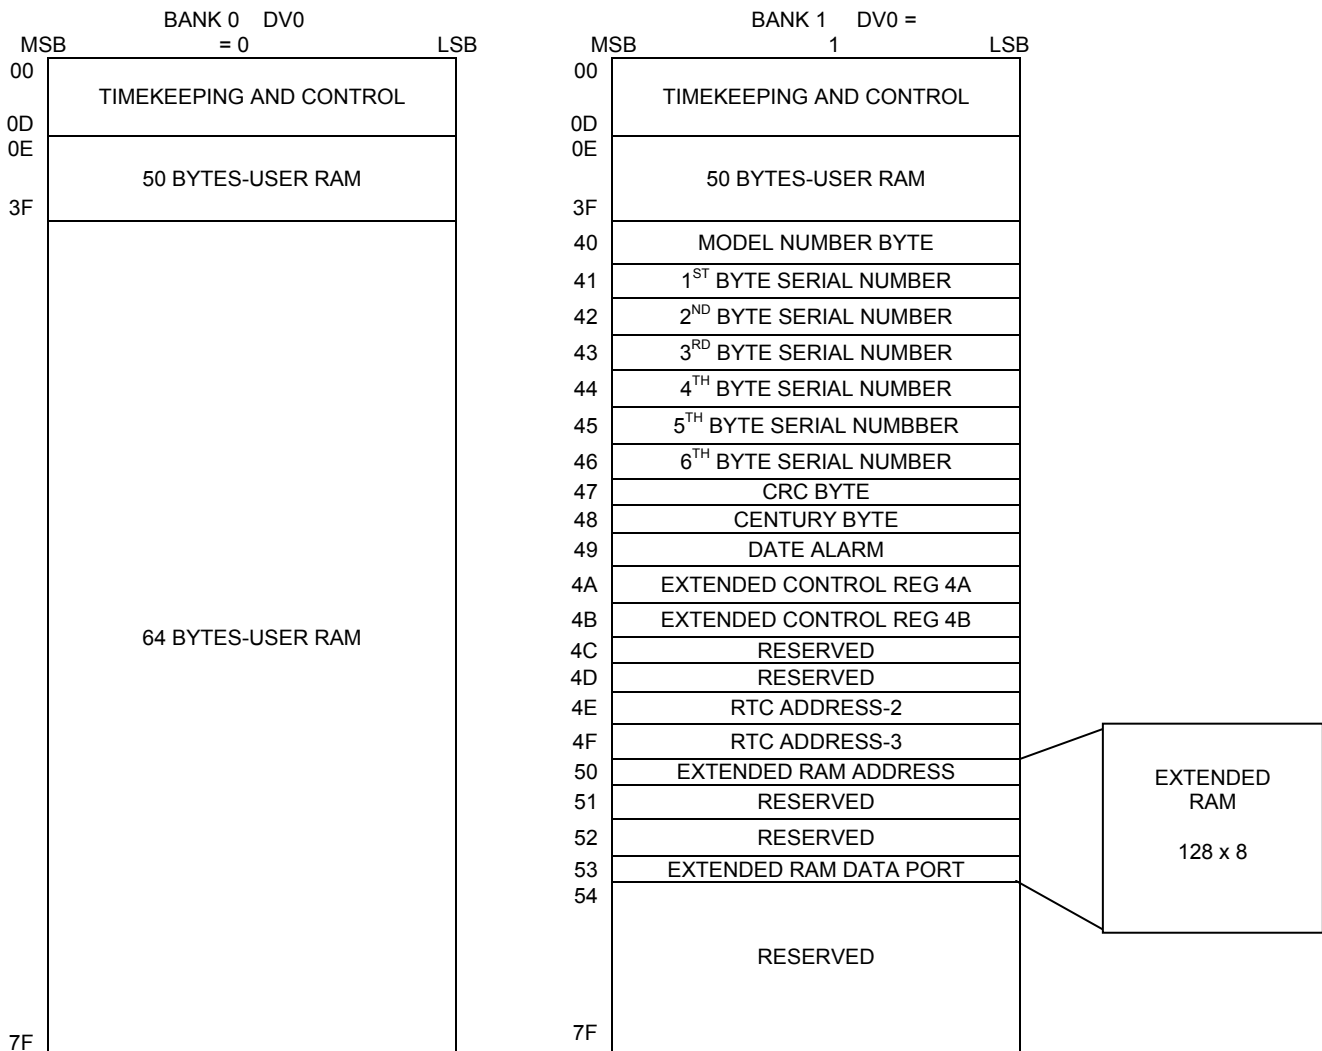 BANK 0 DV0
= 0
MSB
LSB
00
TIMEKEEPING AND CONTROL
0D
0E
50 BYTES-USER RAM
3F
64 BYTES-USER RAM
7F
BANK 1 DV0 =
1
MSB
LSB
00
TIMEKEEPING AND CONTROL
0D
0E
50 BYTES-USER RAM
3F
40 MODEL NUMBER BYTE
41 1ST BYTE SERIAL NUMBER
42 2ND BYTE SERIAL NUMBER
43 3RD BYTE SERIAL NUMBER
44 4TH BYTE SERIAL NUMBER
45 5TH BYTE SERIAL NUMBBER
46 6TH BYTE SERIAL NUMBER
47 CRC BYTE
48 CENTURY BYTE
49 DATE ALARM
4A EXTENDED CONTROL REG 4A
4B EXTENDED CONTROL REG 4B
4C RESERVED
4D RESERVED
4E RTC ADDRESS-2
4F RTC ADDRESS-3
50 EXTENDED RAM ADDRESS
51 RESERVED
52 RESERVED
53 EXTENDED RAM DATA PORT
54
RESERVED
7F
EXTENDED
RAM
128 x 8